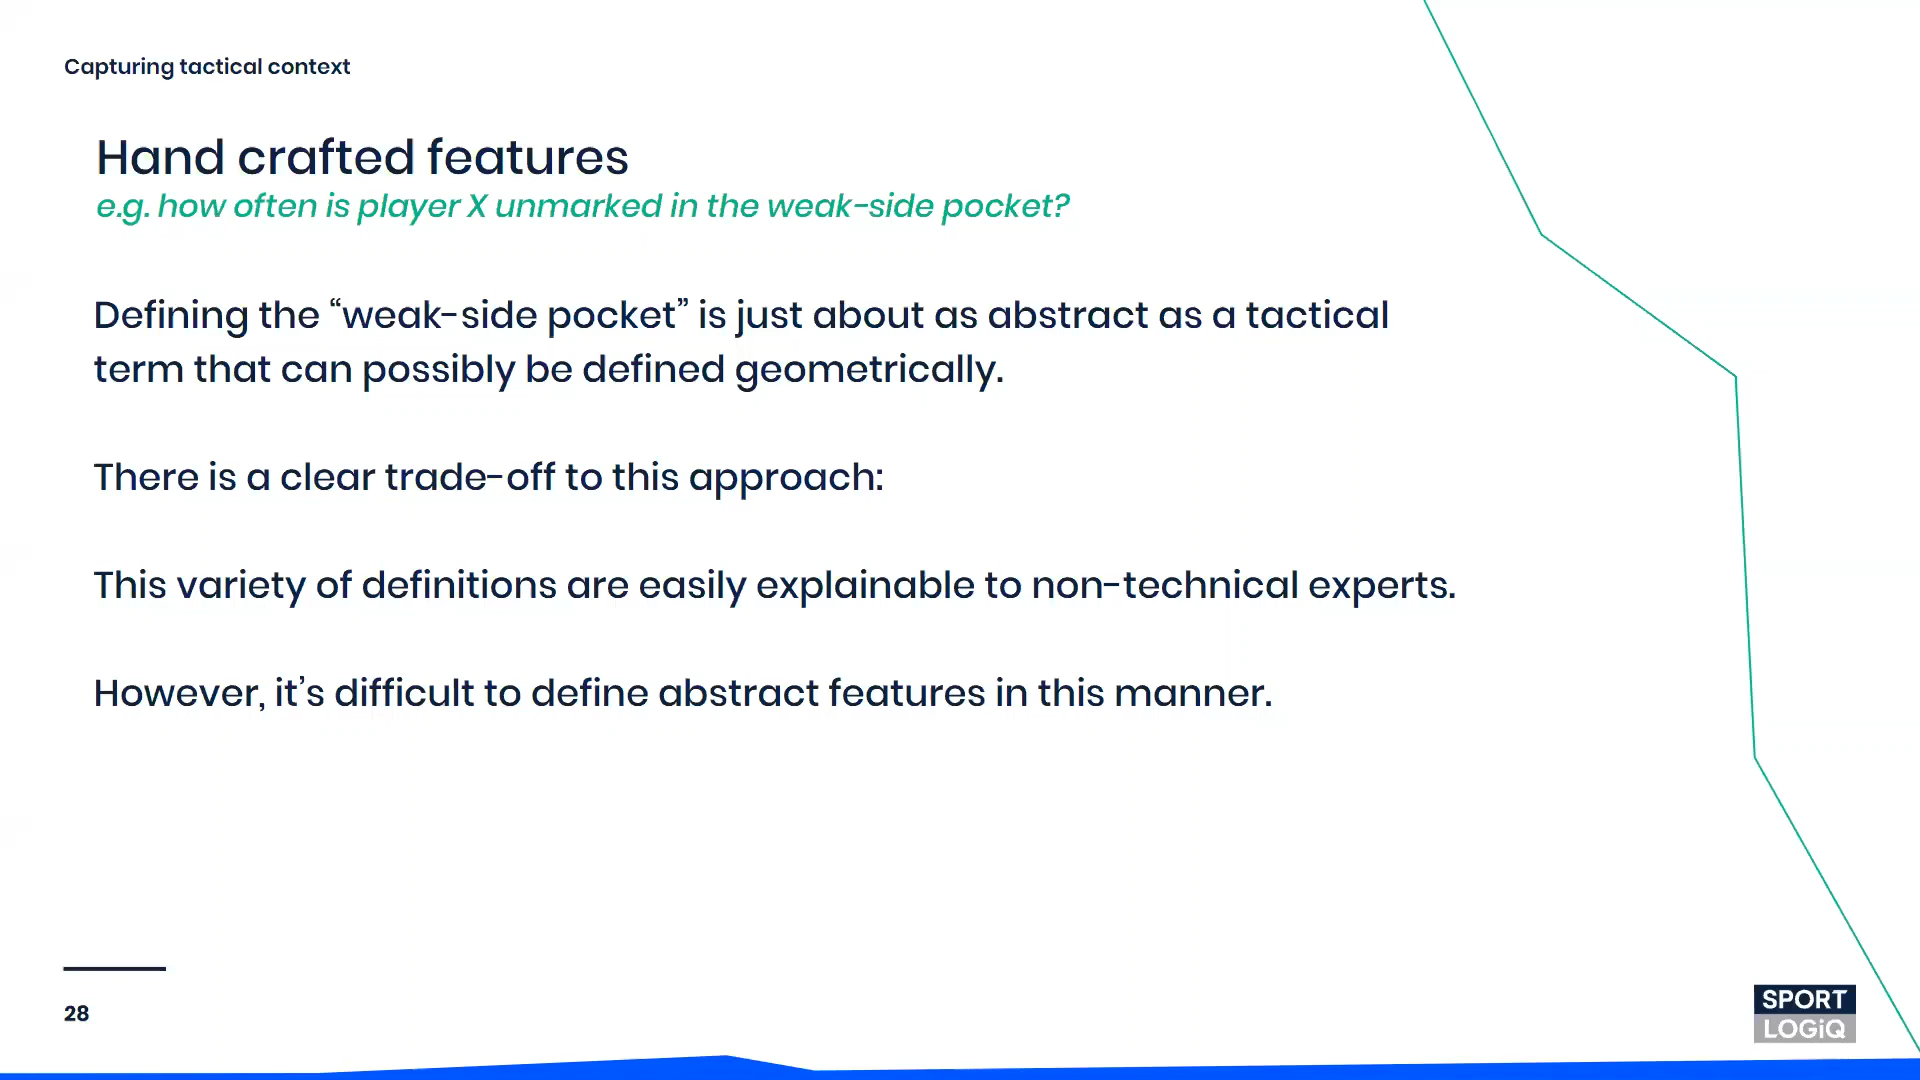 Capturing tactical context
Hand crafted features
e.g. how often is player X unmarked in the weak-side pocket?
Defining the “weak-side pocket” is just about as abstract as a tactical
term that can possibly be defined geometrically.
There is a clear trade-off to this approach:
This variety of definitions are easily explainable to non-technical experts.
However, it’s difficult to define abstract features in this manner.
28
SPORT
LOGiQ